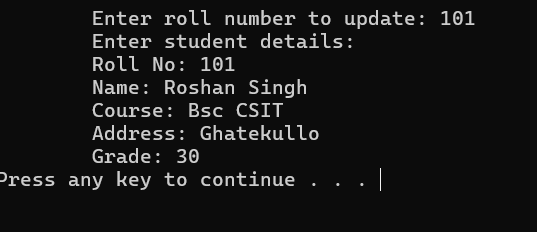 Enter roll number to update: 101
Enter student details:
Roll No: 101
Name: Roshan Singh
Course: Bsc CSIT
Address: Ghatekullo
Grade: 30
Press any key to continue . . .